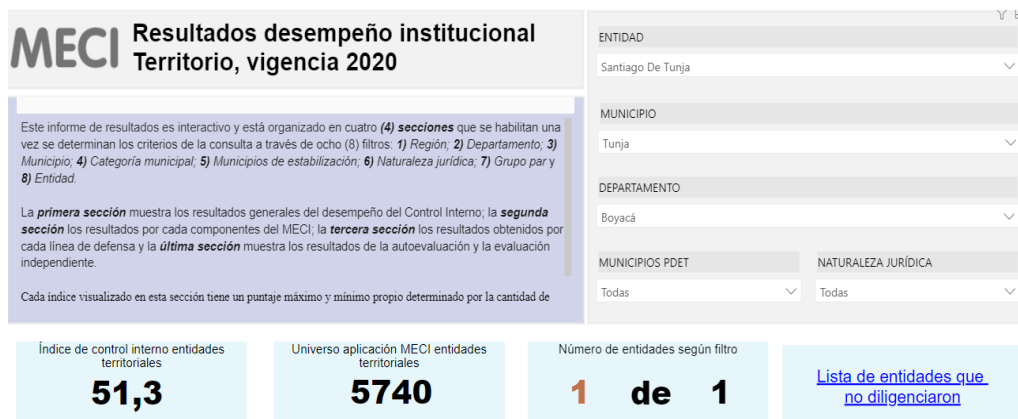 MECI
Resultados desempeño institucional
Territorio, vigencia 2020
Este informe de resultados es interactivo y está organizado en cuatro (4) secciones que se habilitan una
vez se determinan los criterios de la consulta a través de ocho (8) filtros: 1) Región; 2) Departamento; 3)
Municipio; 4) Categoría municipal; 5) Municipios de estabilización; 6) Naturaleza jurídica; 7) Grupo par y
8) Entidad.
La primera sección muestra los resultados generales del desempeño del Control Interno; la segunda
sección los resultados por cada componentes del MECI; la tercera sección los resultados obtenidos por
cada línea de defensa y la última sección muestra los resultados de la autoevaluación y la evaluación
independiente.
Cada índice visualizado en esta sección tiene un puntaje máximo y mínimo propio determinado por la cantidad de
ENTIDAD
Santiago De Tunja
MUNICIPIO
Tunja
DEPARTAMENTO
Boyacá
MUNICIPIOS PDET
Todas
NATURALEZA JURÍDICA
Todas
Índice de control interno entidades
territoriales
51,3
Universo aplicación MECI entidades
territoriales
5740
Número de entidades según filtro
1 de 1
Lista de entidades que
no diligenciaron